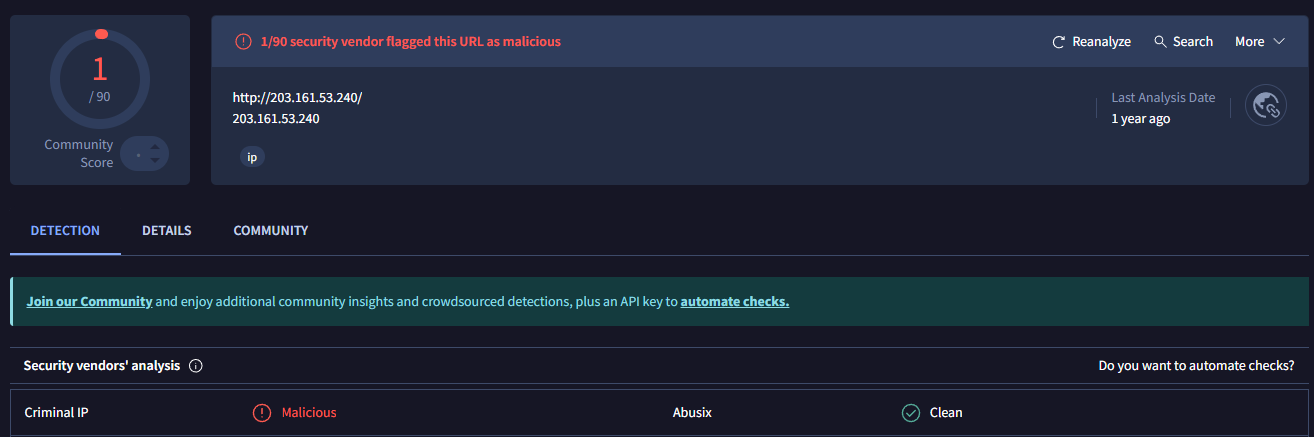 1
/ 90
Community
Score
1/90 security vendor flagged this URL as malicious
Reanalyze
Search
More
http://203.161.53.240/
203.161.53.240
ip
Last Analysis Date
1 year ago
DETECTION
DETAILS
COMMUNITY
Join our Community and enjoy additional community insights and crowdsourced detections, plus an API key to automate checks.
Security vendors' analysis
Do you want to automate checks?
Criminal IP
Malicious
Abusix
Clean